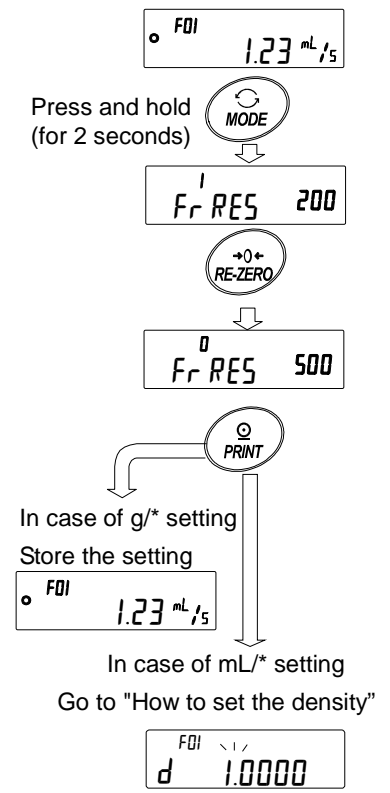 F01
1.23 mL/s
Press and hold
(for 2 seconds)
MODE
1
Fr RES 200
→0←
RE-ZERO
0
Fr RES 500
PRINT
In case of g/* setting
Store the setting
F01
1.23 mL/s
In case of mL/* setting
Go to "How to set the density”
F01
d 1.0000